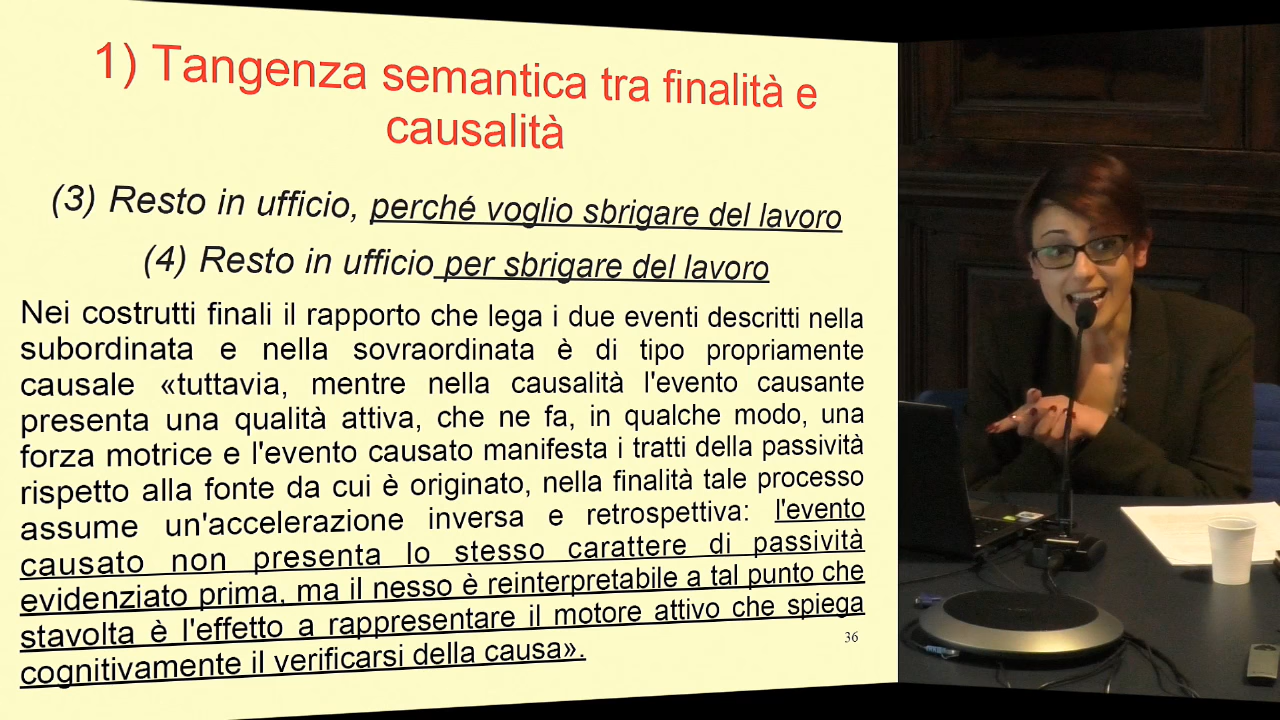 1) Tangenza semantica tra finalità e
causalità
(3) Resto in ufficio, perché voglio sbrigare del lavoro
(4) Resto in ufficio per sbrigare del lavoro
Nei costrutti finali il rapporto che lega i due eventi descritti nella
subordinata e nella sovraordinata è di tipo propriamente
causale «tuttavia, mentre nella causalità l'evento causante
presenta una qualità attiva, che ne fa, in qualche modo, una
forza motrice e l'evento causato manifesta i tratti della passività
rispetto alla fonte da cui è originato, nella finalità tale processo
assume un'accelerazione inversa e retrospettiva: l'evento
causato non presenta lo stesso carattere di passività
evidenziato prima, ma il nesso è reinterpretabile a tal punto che
stavolta è l'effetto a rappresentare il motore attivo che spiega
cognitivamente il verificarsi della causa».
36